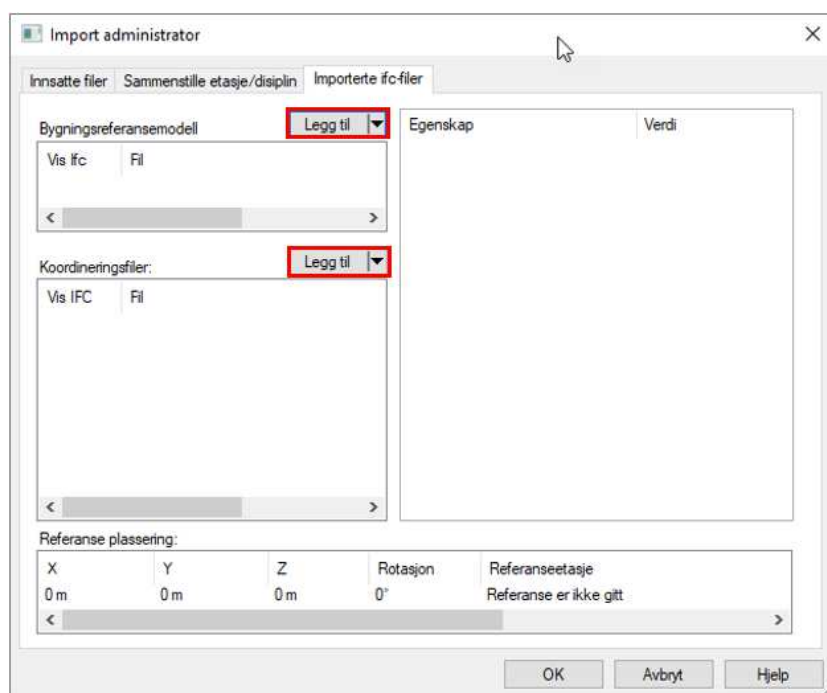 Import administrator
Innsatte filer Sammenstille etasje/disiplin Importerte ifc-filer
Bygningsreferansemodell Legg til
Vis Ifc Fil
Egenskap Verdi
Koordineringsfiler: Legg til
Vis IFC Fil
Referanse plassering:
X Y Z Rotasjon Referanseetasje
0 m 0 m 0 m 0° Referanse er ikke gitt
OK Avbryt Hjelp